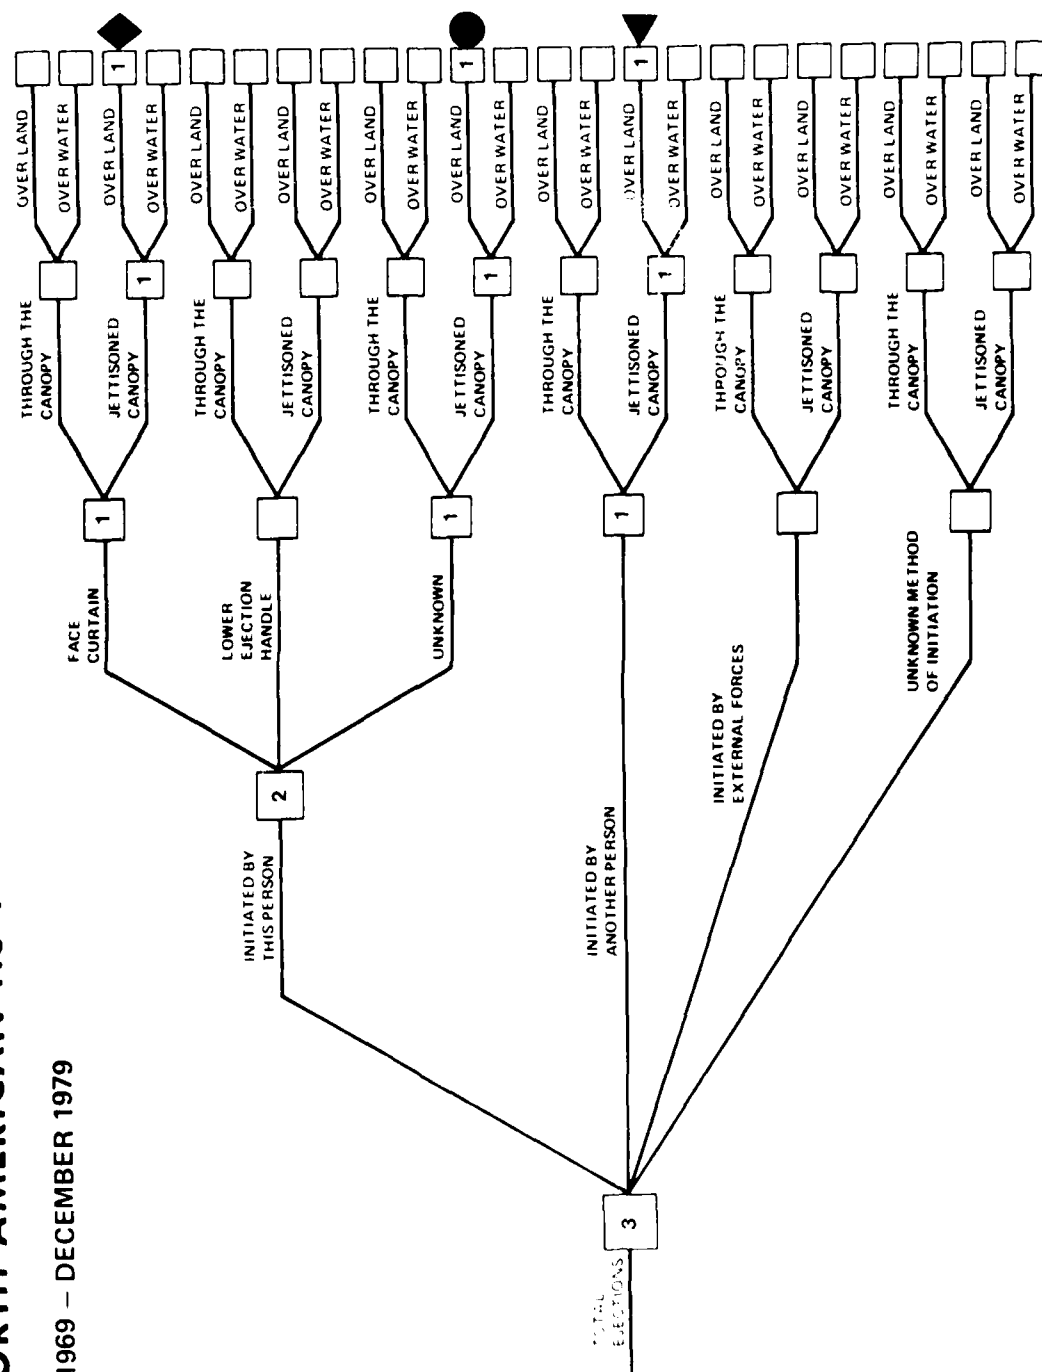 ORTH AMERICAN
1969 – DECEMBER 1979
TOTAL
EJECTIONS
3
INITIATED BY
THIS PERSON
2
INITIATED BY
ANOTHER PERSON
INITIATED BY
EXTERNAL FORCES
UNKNOWN METHOD
OF INITIATION
FACE
CURTAIN
1
LOWER
EJECTION
HANDLE
UNKNOWN
1
1
THROUGH THE
CANOPY
JETTISONED
CANOPY
1
THROUGH THE
CANOPY
JETTISONED
CANOPY
THROUGH THE
CANOPY
JETTISONED
CANOPY
1
THROUGH THE
CANOPY
JETTISONED
CANOPY
1
THROUGH THE
CANOPY
JETTISONED
CANOPY
THROUGH THE
CANOPY
JETTISONED
CANOPY
OVER LAND
OVER WATER
OVER LAND
1
OVER WATER
OVER LAND
OVER WATER
OVER LAND
OVER WATER
OVER LAND
OVER WATER
OVER LAND
1
OVER WATER
OVER LAND
OVER WATER
OVER LAND
1
OVER WATER
OVER LAND
OVER WATER
OVER LAND
OVER WATER
OVER LAND
OVER WATER
OVER LAND
OVER WATER